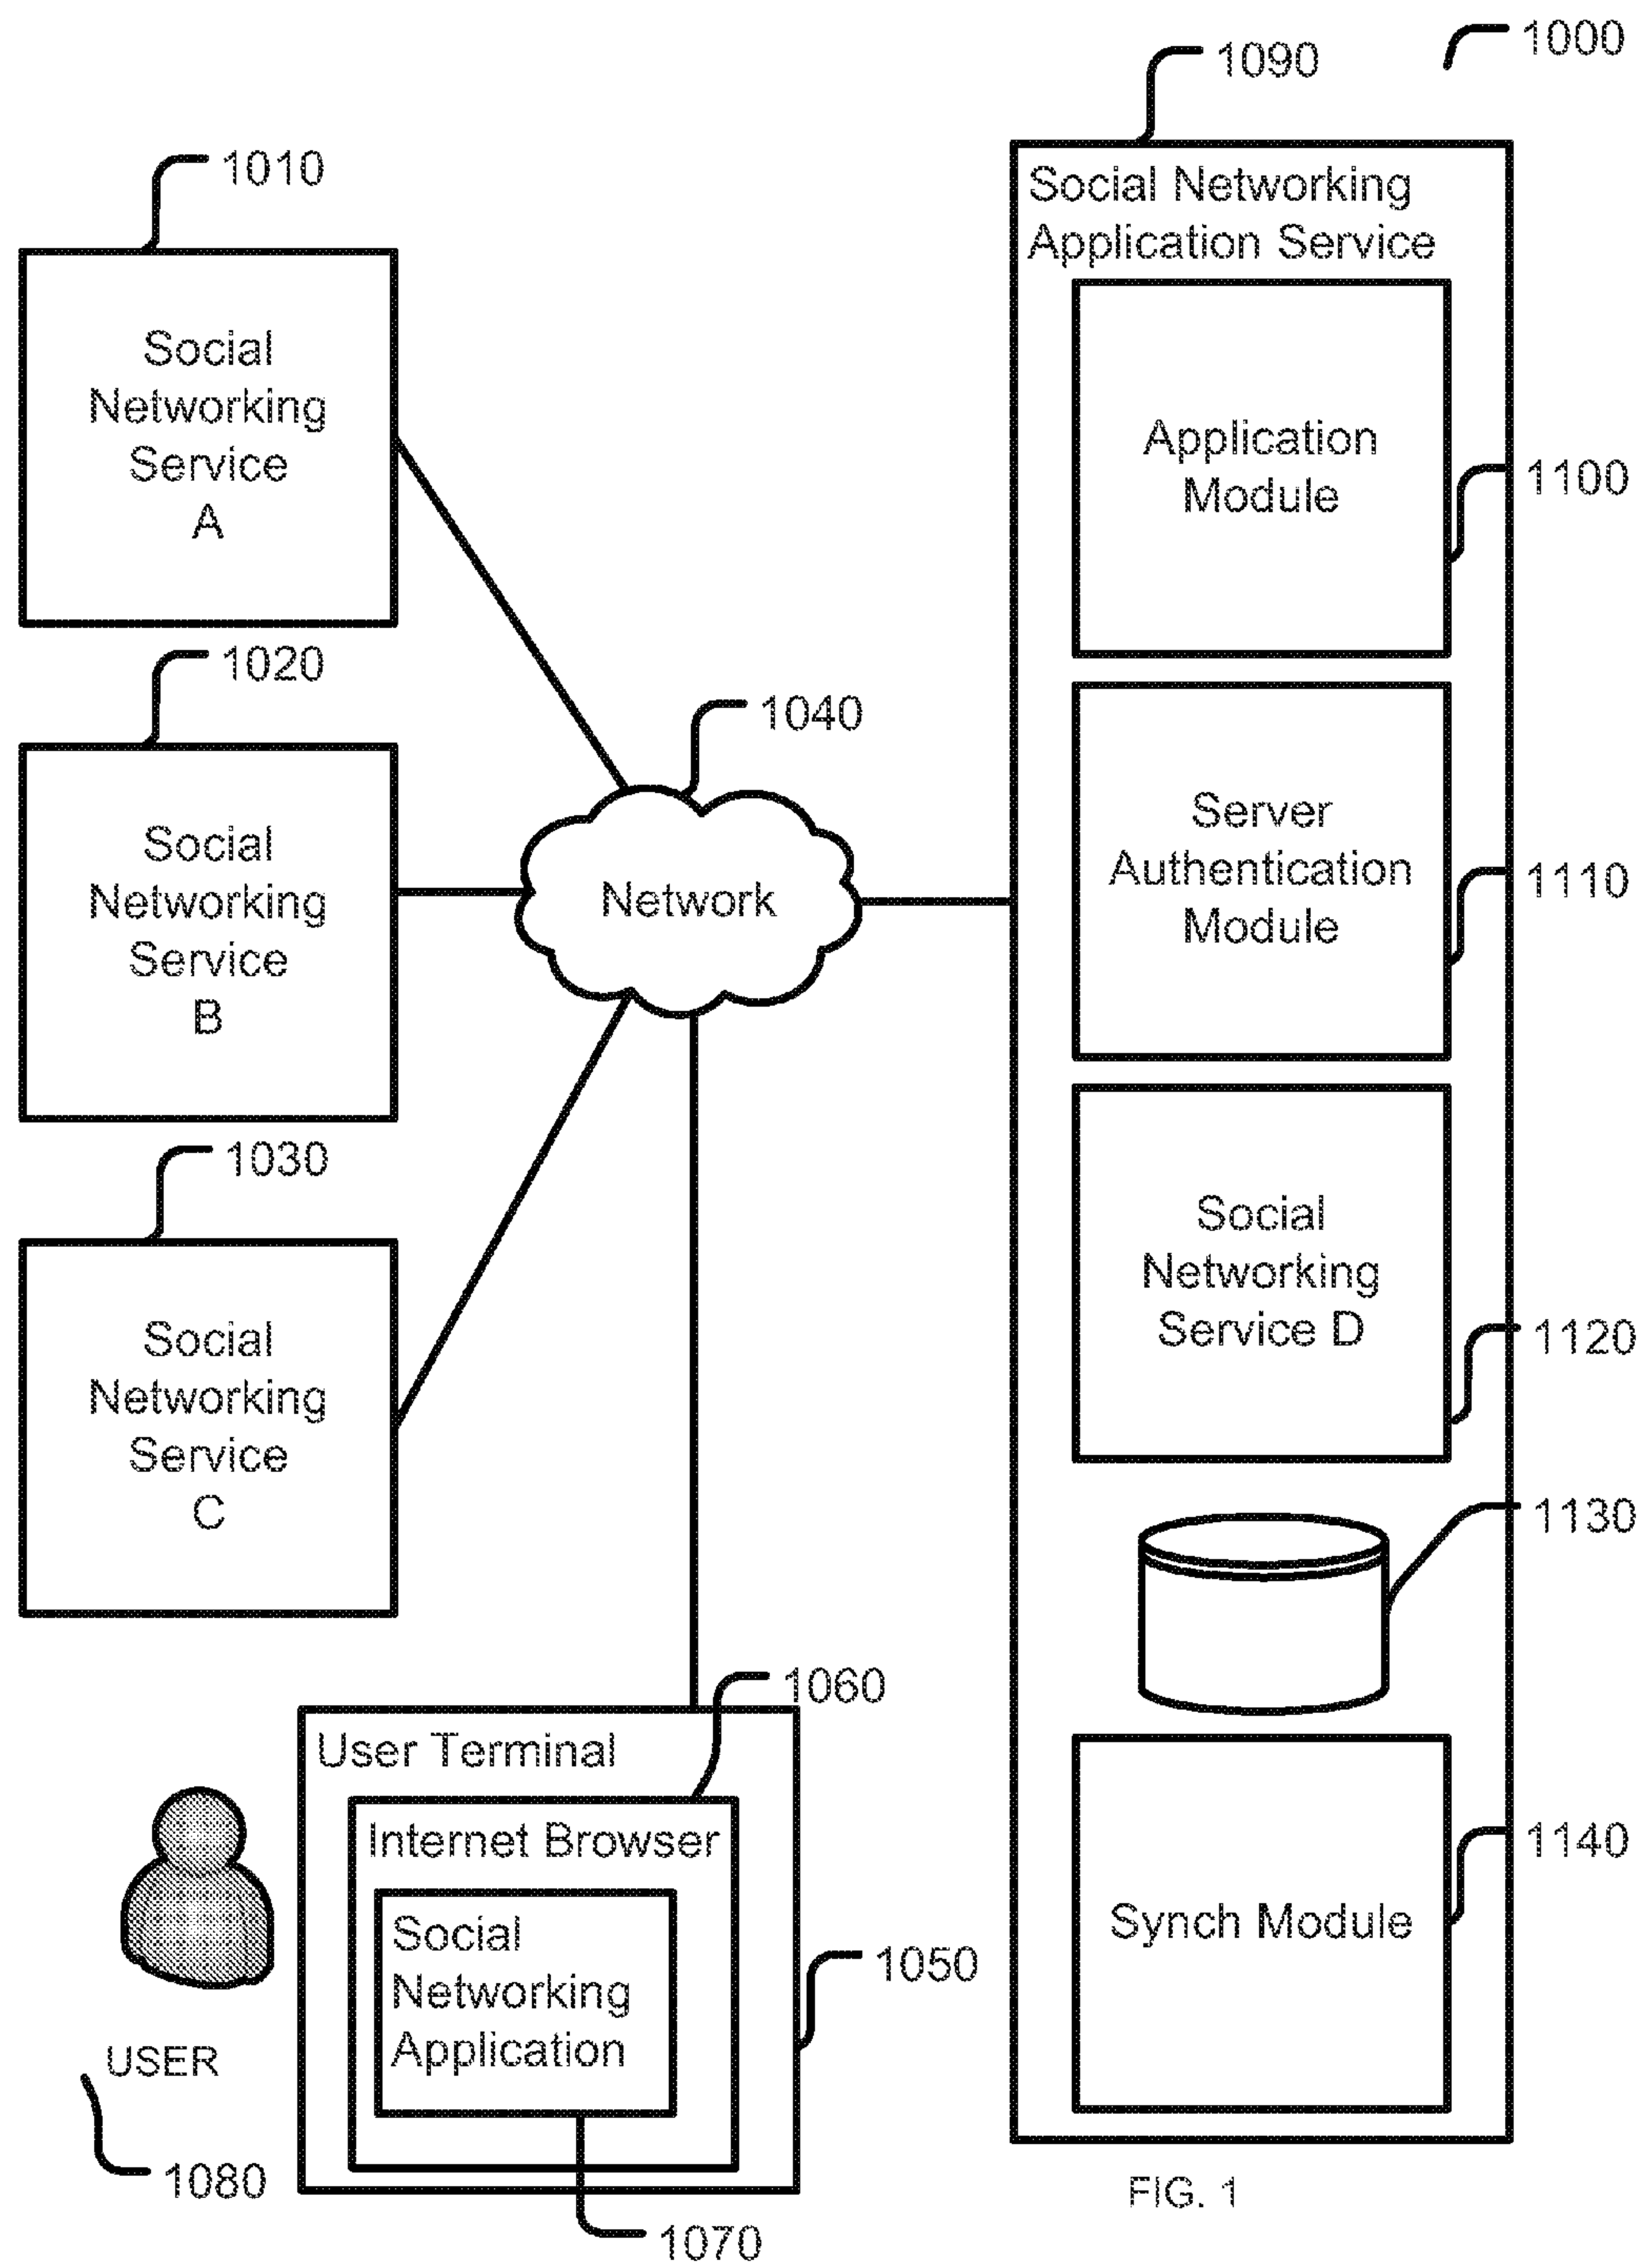 1000
1090
1010
Social Networking
Application Service
Social
Networking
Service
A
Application
Module
1100
1020
1040
Social
Networking
Service
B
Network
Server
Authentication
Module
1110
1030
Social
Networking
Service
C
Social
Networking
Service D
1120
1130
1060
User Terminal
Internet Browser
Social
Networking
Application
1050
Synch Module
1140
USER
1080
1070
FIG. 1